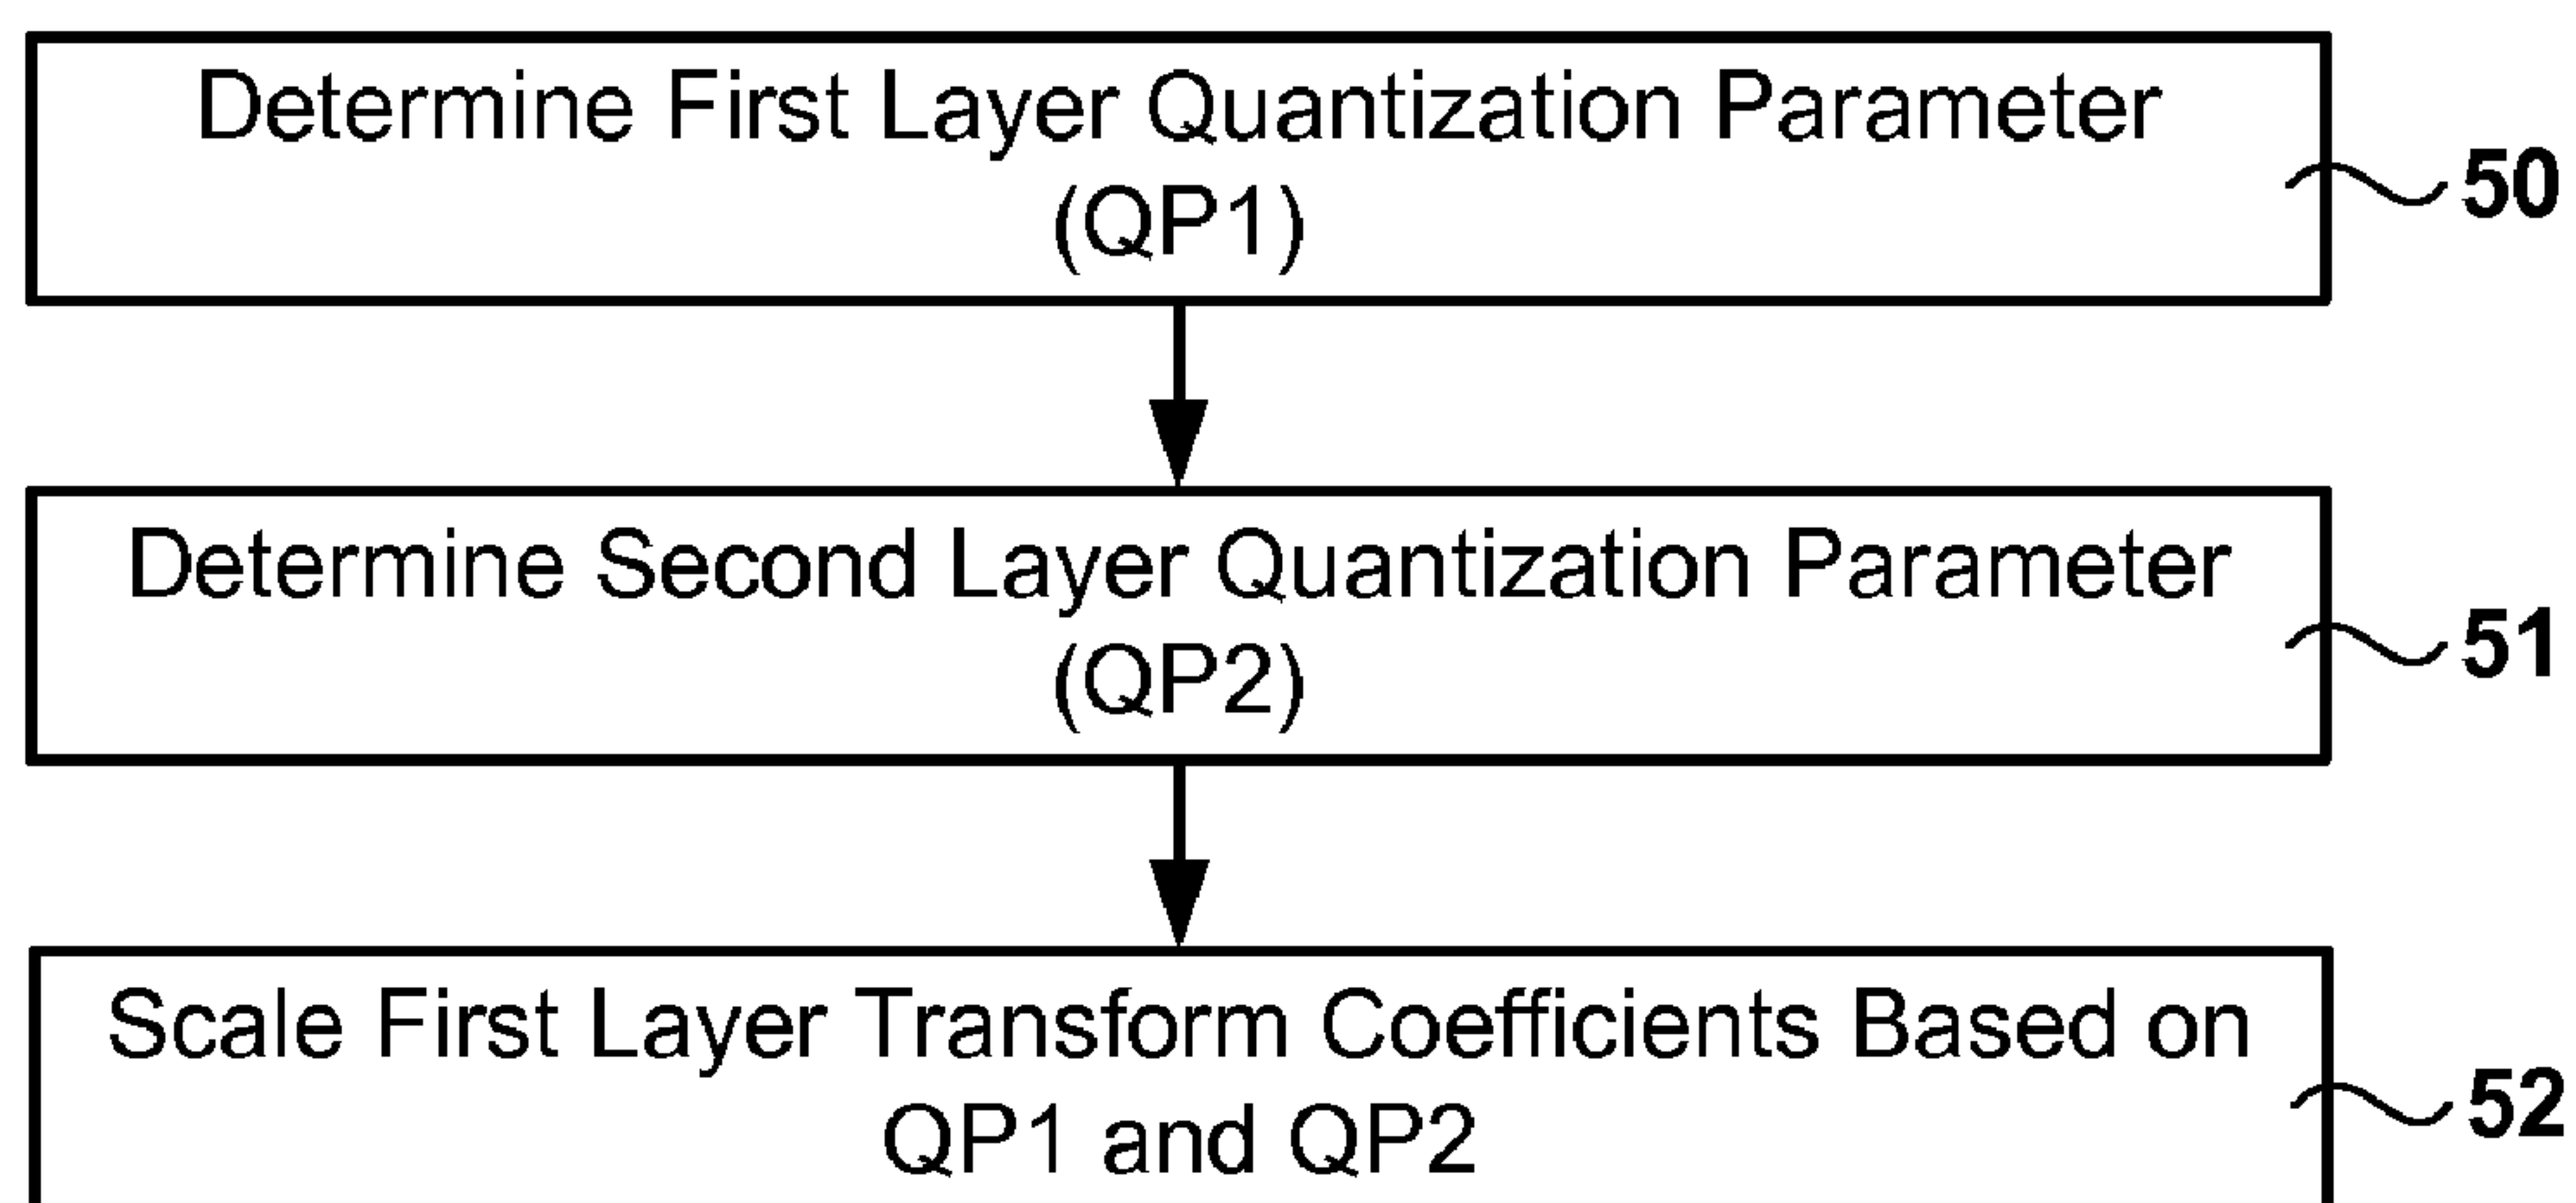 Determine First Layer Quantization Parameter
(QP1)
50
Determine Second Layer Quantization Parameter
(QP2)
51
Scale First Layer Transform Coefficients Based on
QP1 and QP2
52